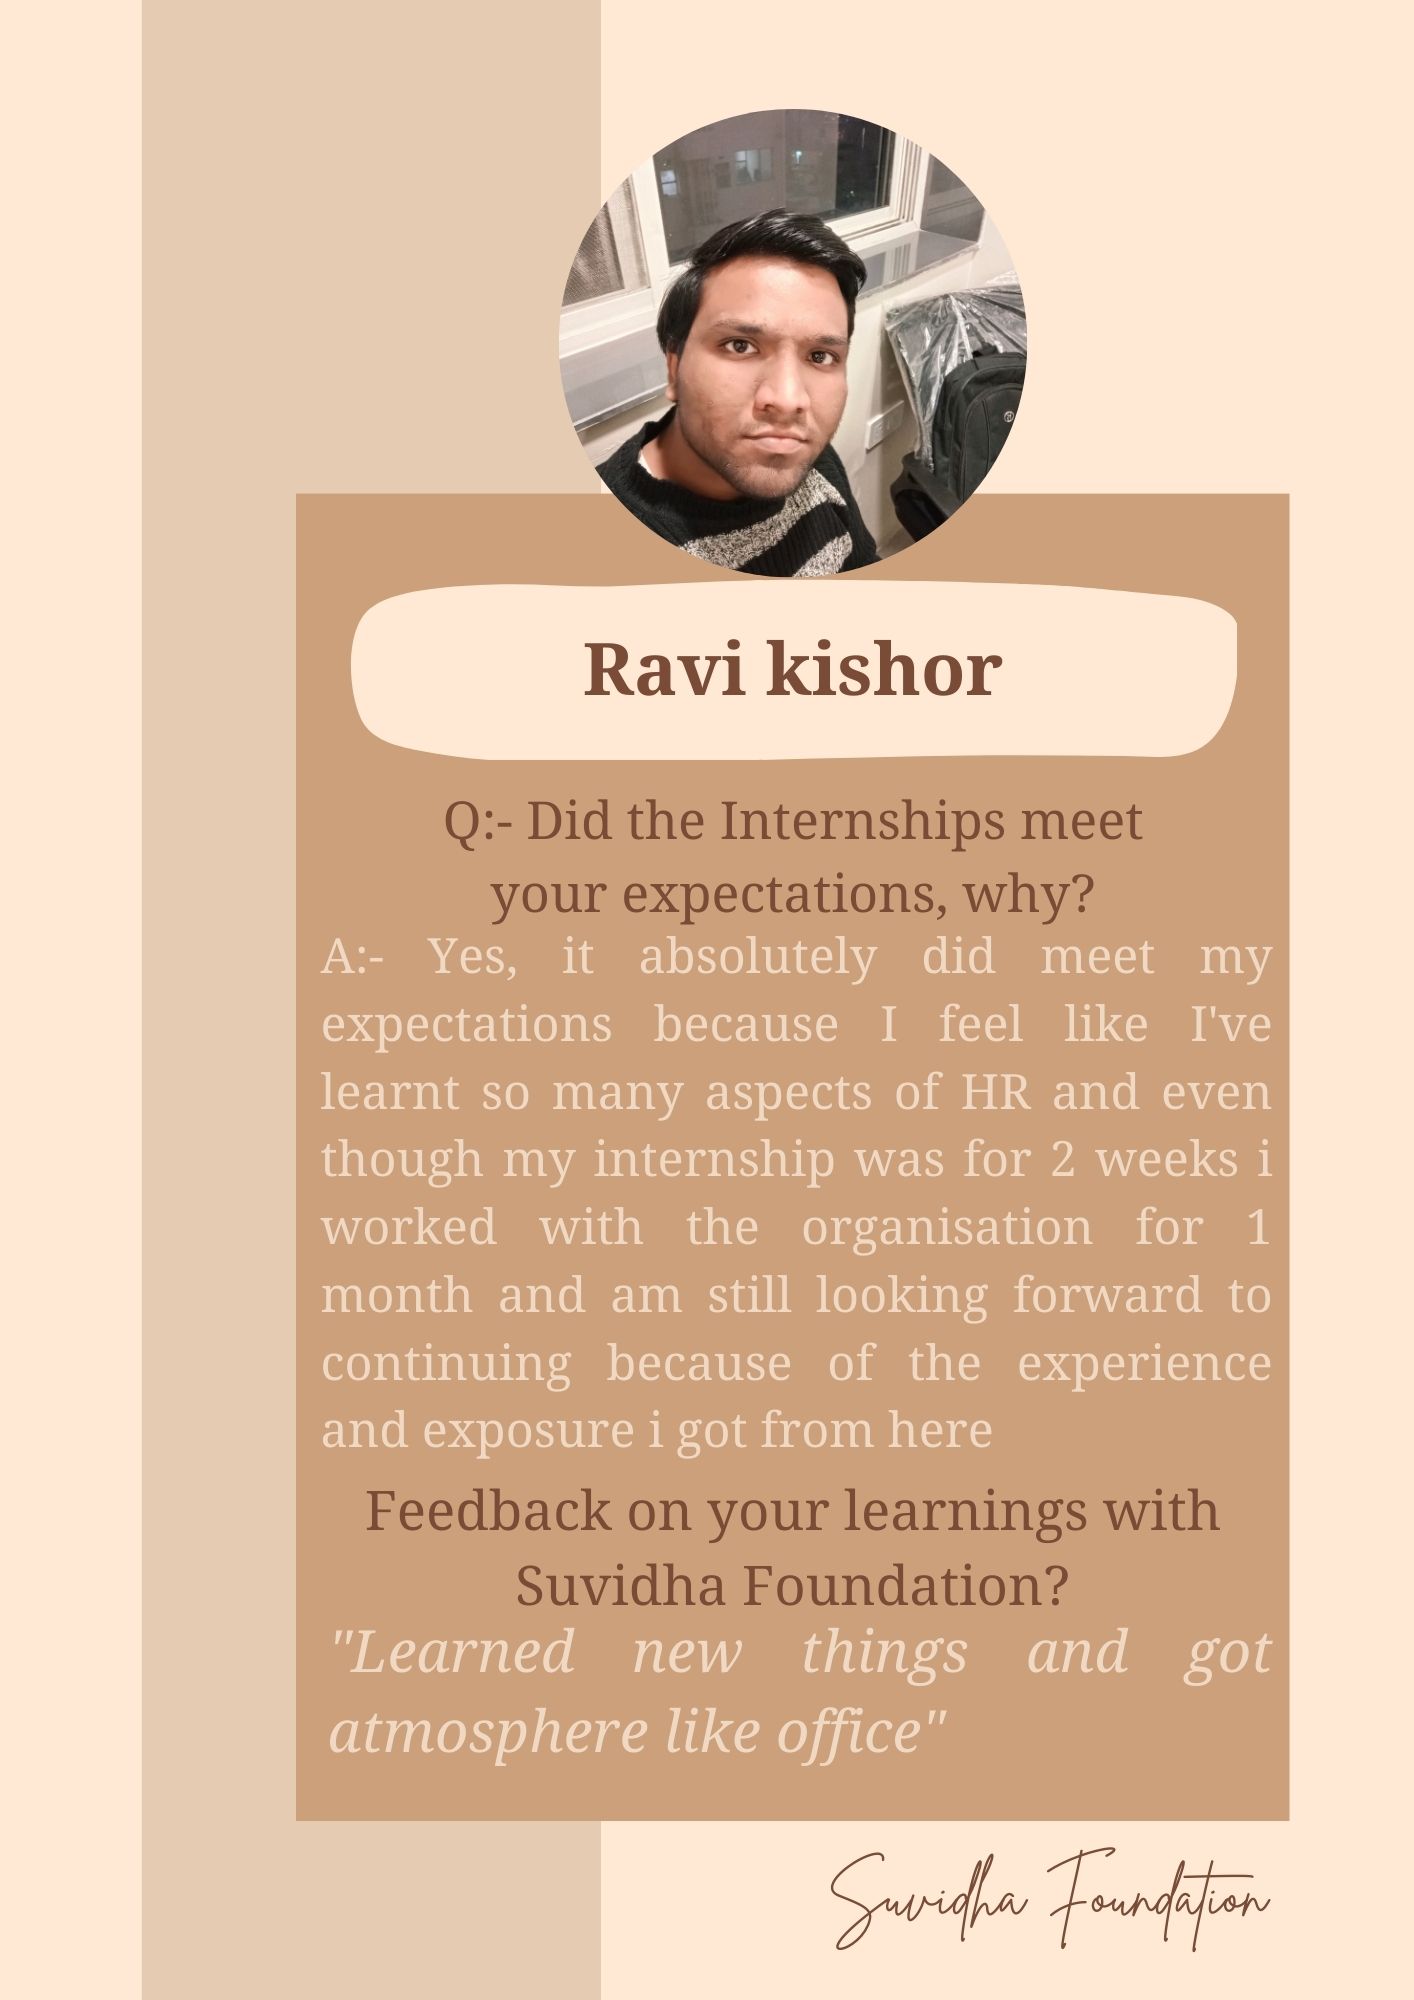 Ravi kishor
Q:- Did the Internships meet
your expectations, why?
A:- Yes, it absolutely did meet my
expectations because I feel like I've
learnt so many aspects of HR and even
though my internship was for 2 weeks i
worked with the organisation for 1
month and am still looking forward to
continuing because of the experience
and exposure i got from here
Feedback on your learnings with
Suvidha Foundation?
"Learned new things and got
atmosphere like office"
Suvidha Foundation